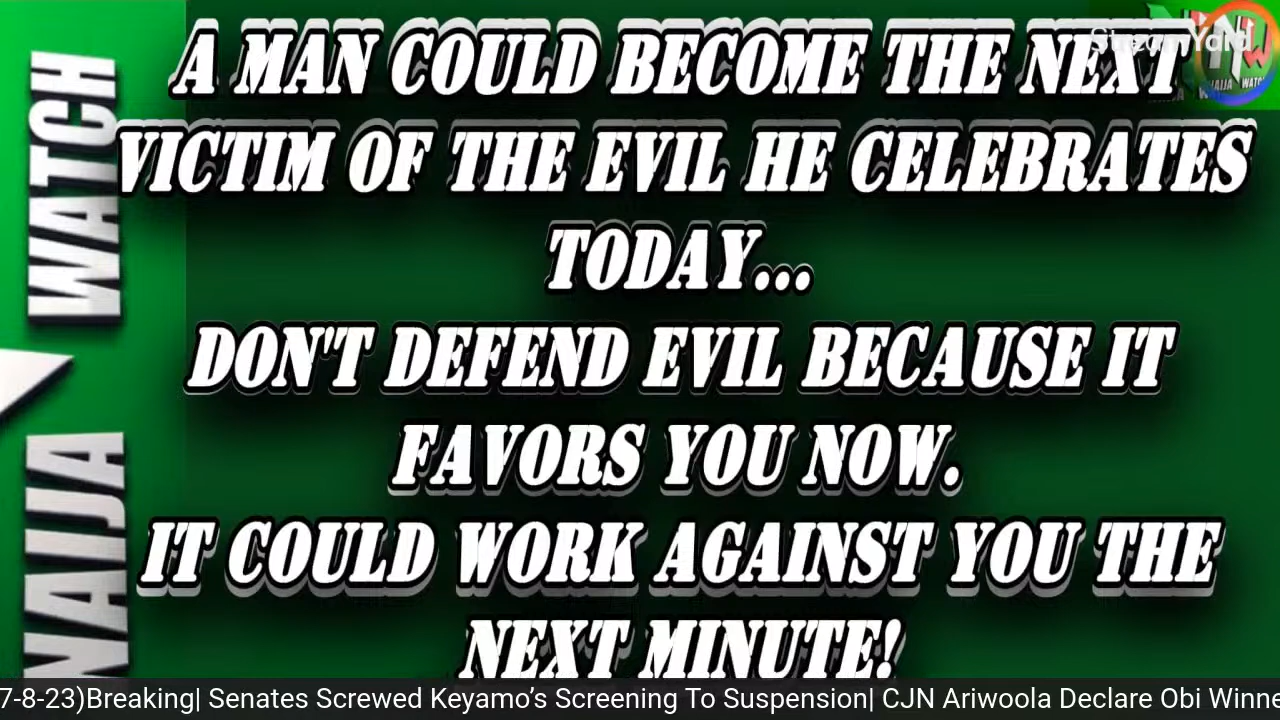 A MAN COULD BECOME THE NEXT
VICTIM OF THE EVIL HE CELEBRATES
TODAY...
DON'T DEFEND EVIL BECAUSE IT
FAVORS YOU NOW.
IT COULD WORK AGAINST YOU THE
NEXT MINUTE!
NAIJA WATCH
StreamYard
7-8-23)Breaking| Senates Screwed Keyamo’s Screening To Suspension| CJN Ariwoola Declare Obi Winne